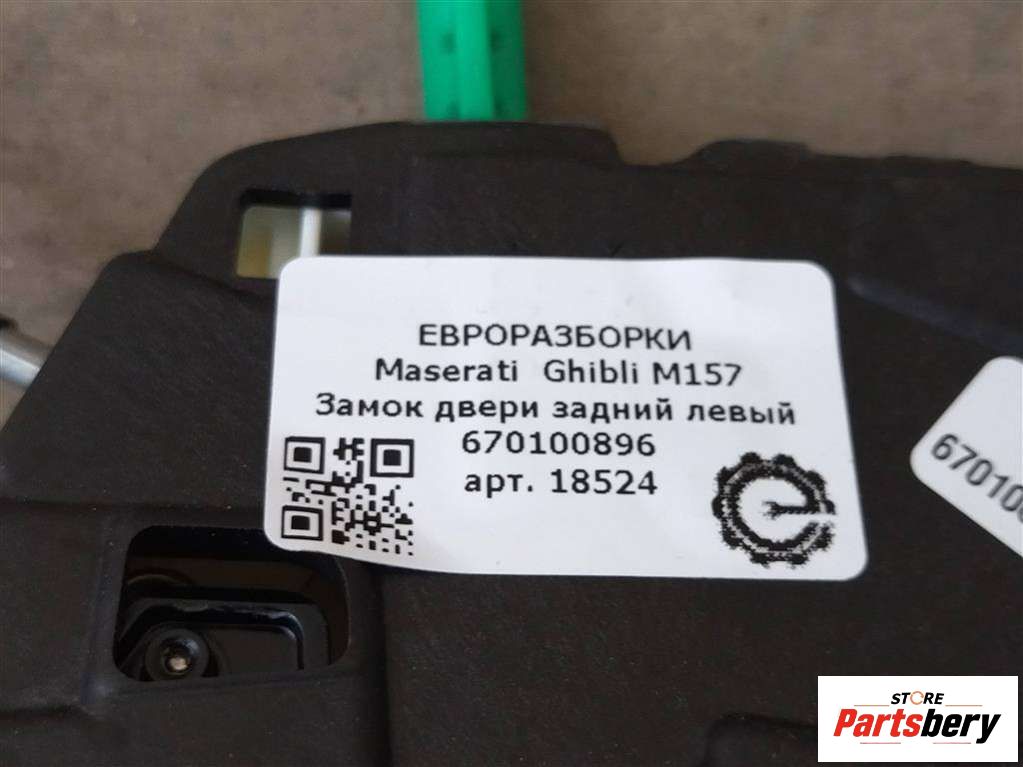 ЕВРОРАЗБОРКИ
Maserati Ghibli M157
Замок двери задний левый
670100896
арт. 18524
STORE
Partsbery